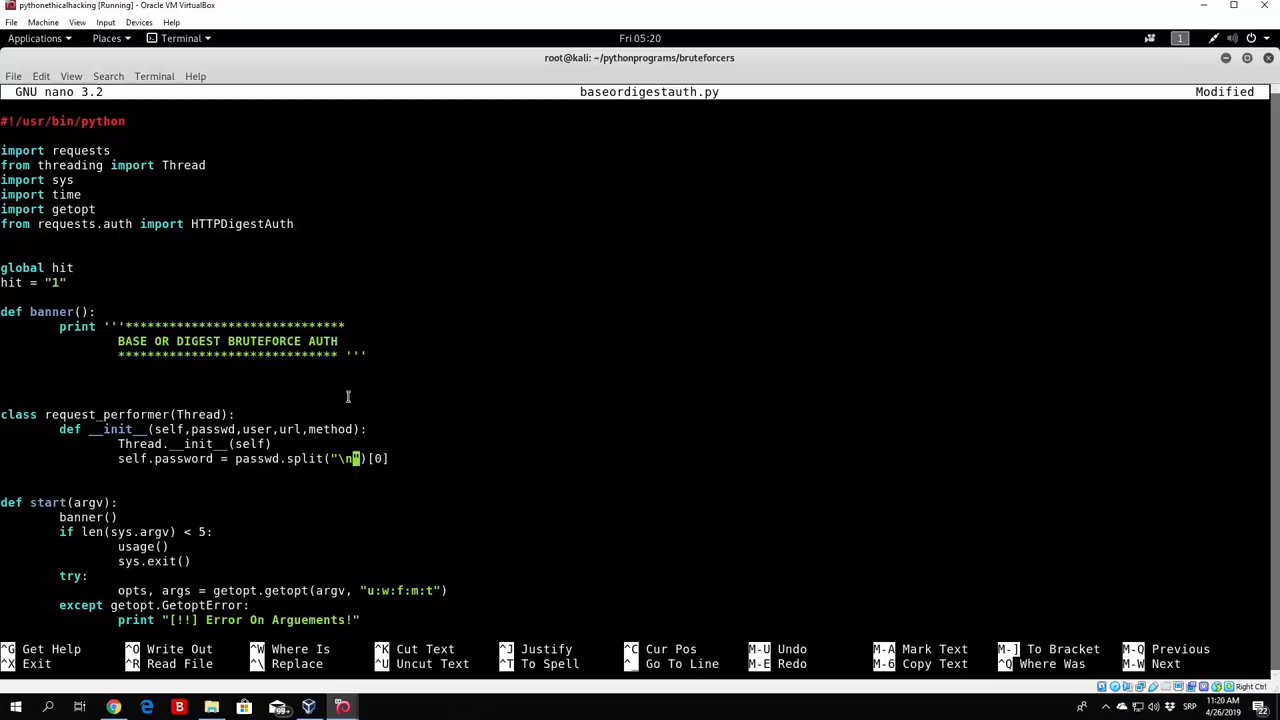 pythonethicalhacking [Running] - Oracle VM VirtualBox
File Machine View Input Devices Help
Applications Places Terminal Fri 05:20 1
root@kali: ~/pythonprograms/bruteforcers
File Edit View Search Terminal Help
GNU nano 3.2 baseordigestauth.py Modified
#!/usr/bin/python
import requests
from threading import Thread
import sys
import time
import getopt
from requests.auth import HTTPDigestAuth
global hit
hit = "1"
def banner():
print '''******************************
BASE OR DIGEST BRUTEFORCE AUTH
****************************** '''
class request_performer(Thread):
def __init__(self,passwd,user,url,method):
Thread.__init__(self)
self.password = passwd.split("\n")[0]
def start(argv):
banner()
if len(sys.argv) < 5:
usage()
sys.exit()
try:
opts, args = getopt.getopt(argv, "u:w:f:m:t")
except getopt.GetoptError:
print "[!!] Error On Arguements!"
^G Get Help ^O Write Out ^W Where Is ^K Cut Text ^J Justify ^C Cur Pos M-U Undo M-A Mark Text M-] To Bracket M-Q Previous
^X Exit ^R Read File ^\ Replace ^U Uncut Text ^T To Spell ^_ Go To Line M-E Redo M-6 Copy Text ^Q Where Was M-W Next
Right Ctrl
B 99+ SRP 11:20 AM
4/26/2019 22